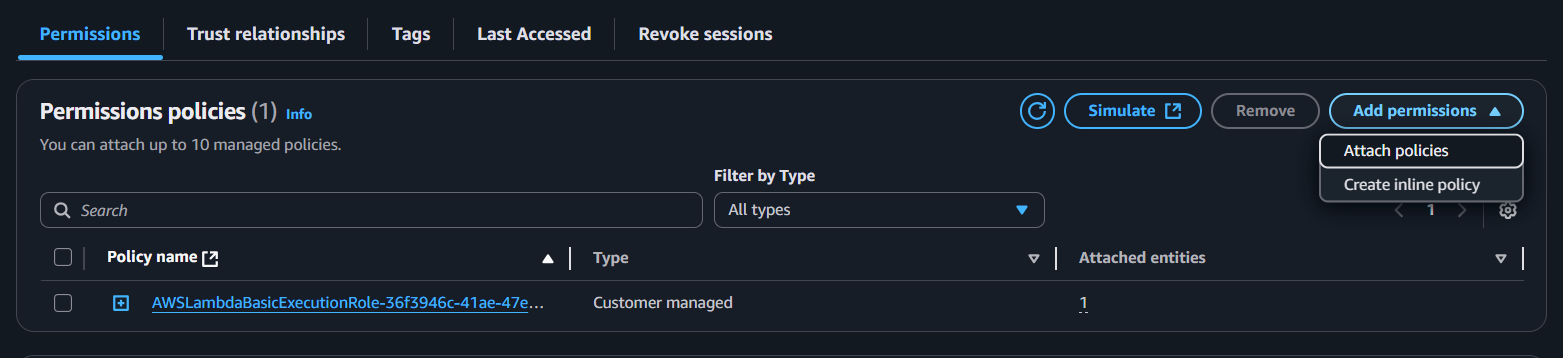 Permissions Trust relationships Tags Last Accessed Revoke sessions
Permissions policies (1) Info
Simulate Remove Add permissions
You can attach up to 10 managed policies.
Attach policies
Create inline policy
Filter by Type
Search
All types
1
Policy name Type Attached entities
AWSLambdaBasicExecutionRole-36f3946c-41ae-47e... Customer managed 1